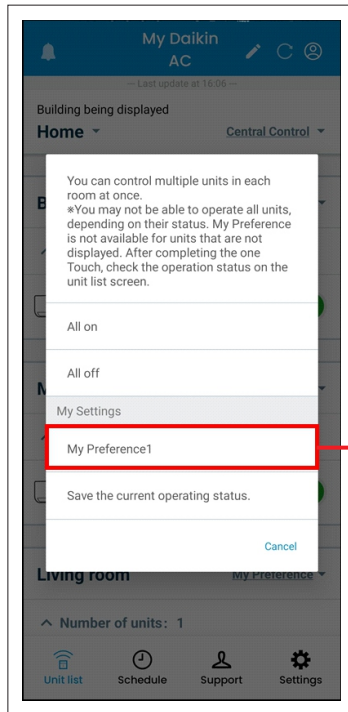 My Daikin
AC
--- Last update at 16:06 ---
Building being displayed
Home
Central Control
B
You can control multiple units in each
room at once.
※You may not be able to operate all units,
depending on their status. My Preference
is not available for units that are not
displayed. After completing the one
Touch, check the operation status on the
unit list screen.
All on
All off
M
My Settings
My Preference1
Save the current operating status.
Cancel
Living room
My Preference
Number of units: 1
Unit list
Schedule
Support
Settings